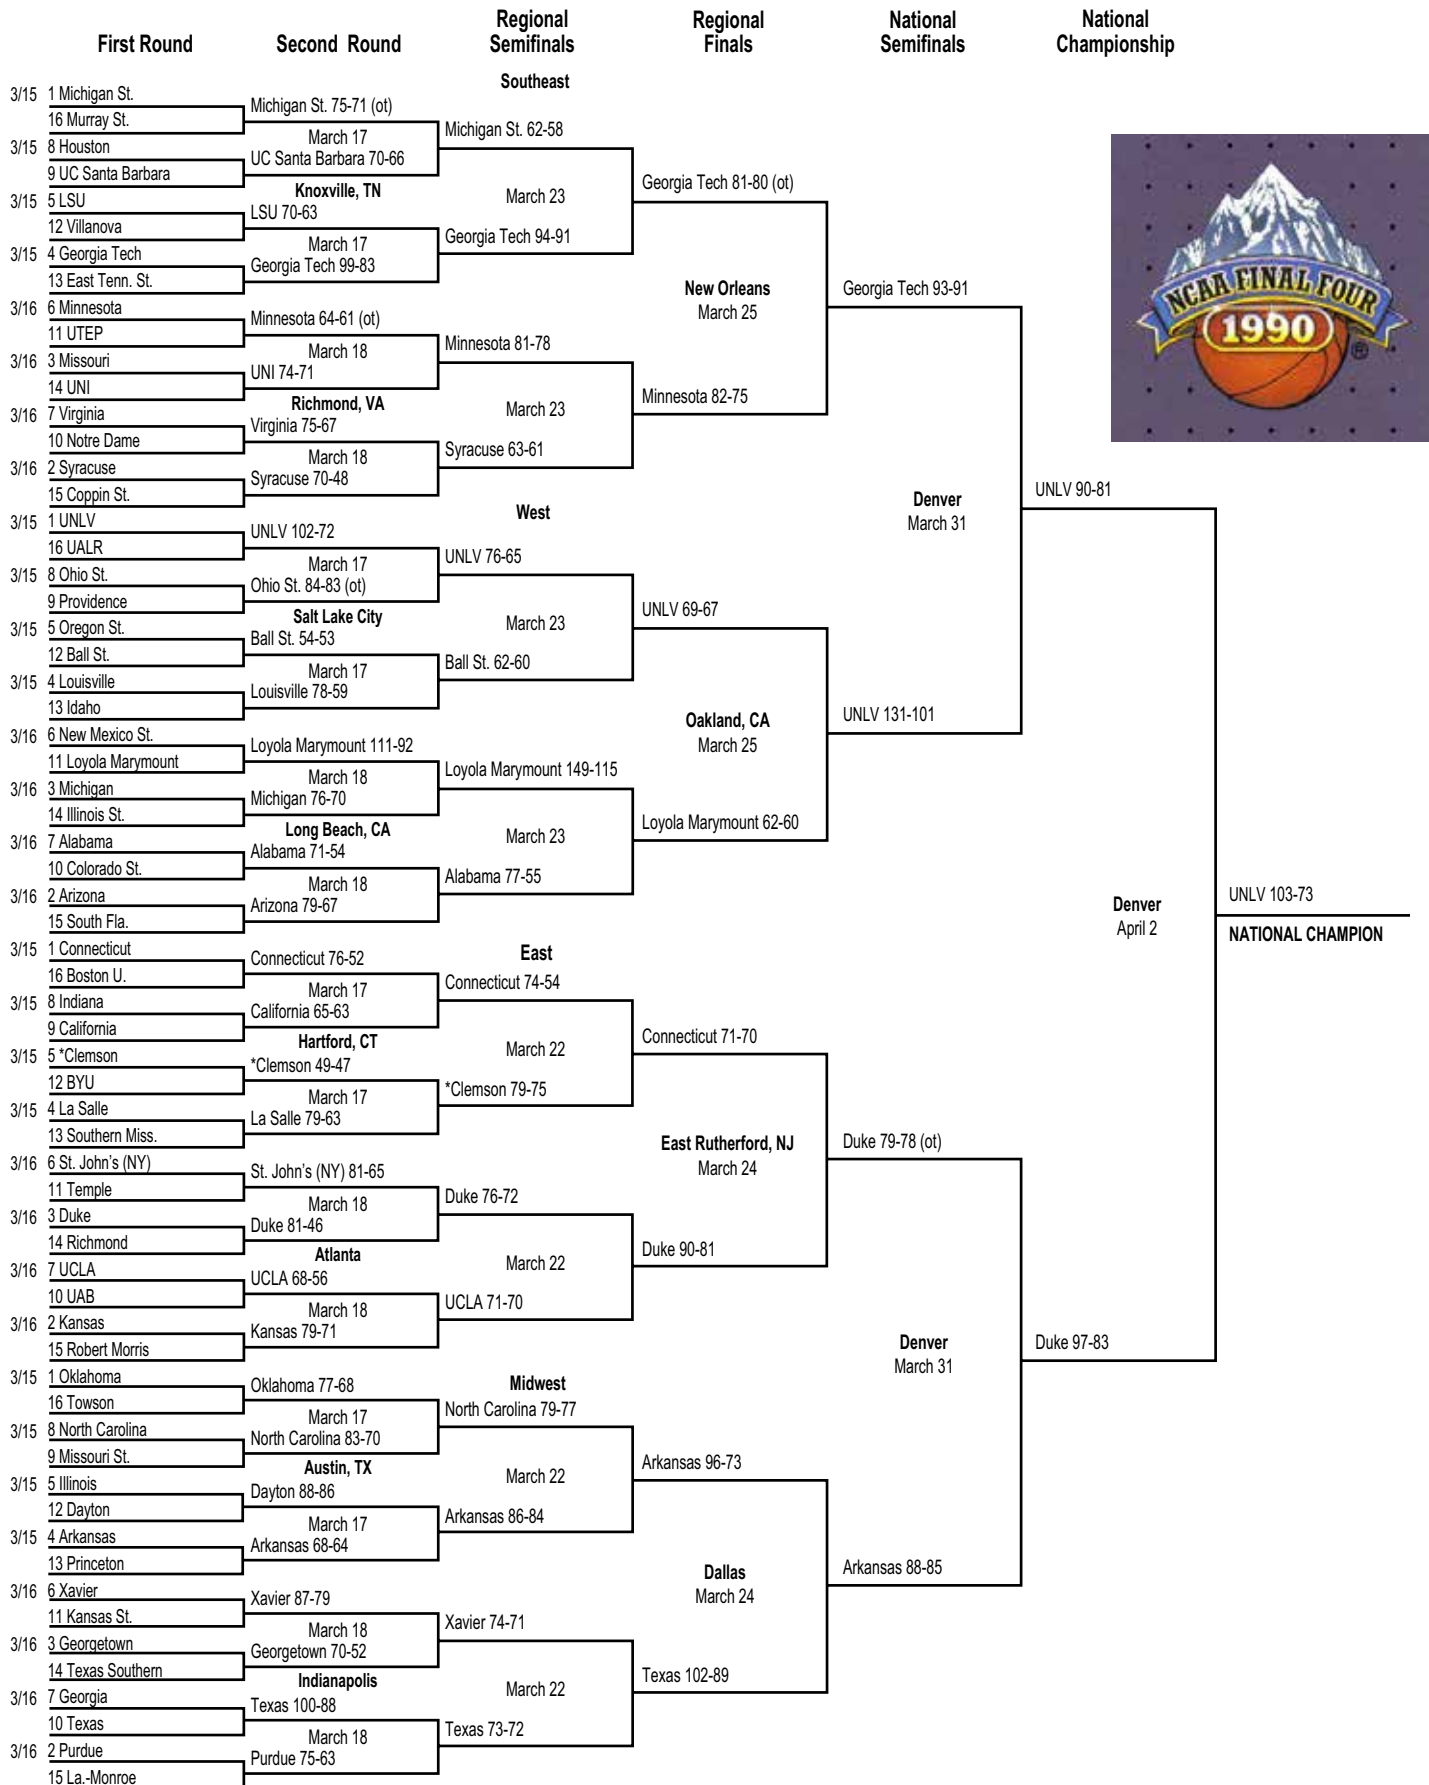 First Round
Second Round
Regional
Semifinals
Regional
Finals
National
Semifinals
National
Championship
Southeast
3/15 1 Michigan St.
16 Murray St.
3/15 8 Houston
9 UC Santa Barbara
3/15 5 LSU
12 Villanova
3/15 4 Georgia Tech
13 East Tenn. St.
3/16 6 Minnesota
11 UTEP
3/16 3 Missouri
14 UNI
3/16 7 Virginia
10 Notre Dame
3/16 2 Syracuse
15 Coppin St.
Michigan St. 75-71 (ot)
March 17
UC Santa Barbara 70-66
Knoxville, TN
LSU 70-63
March 17
Georgia Tech 99-83
Minnesota 64-61 (ot)
March 18
UNI 74-71
Richmond, VA
Virginia 75-67
March 18
Syracuse 70-48
Michigan St. 62-58
March 23
Georgia Tech 94-91
Minnesota 81-78
March 23
Syracuse 63-61
Georgia Tech 81-80 (ot)
New Orleans
March 25
Minnesota 82-75
Georgia Tech 93-91
West
3/15 1 UNLV
16 UALR
3/15 8 Ohio St.
9 Providence
3/15 5 Oregon St.
12 Ball St.
3/15 4 Louisville
13 Idaho
3/16 6 New Mexico St.
11 Loyola Marymount
3/16 3 Michigan
14 Illinois St.
3/16 7 Alabama
10 Colorado St.
3/16 2 Arizona
15 South Fla.
UNLV 102-72
March 17
Ohio St. 84-83 (ot)
Salt Lake City
Ball St. 54-53
March 17
Louisville 78-59
Loyola Marymount 111-92
March 18
Michigan 76-70
Long Beach, CA
Alabama 71-54
March 18
Arizona 79-67
UNLV 76-65
March 23
Ball St. 62-60
Loyola Marymount 149-115
March 23
Alabama 77-55
UNLV 69-67
Oakland, CA
March 25
Loyola Marymount 62-60
UNLV 131-101
Denver
March 31
UNLV 90-81
East
3/15 1 Connecticut
16 Boston U.
3/15 8 Indiana
9 California
3/15 5 *Clemson
12 BYU
3/15 4 La Salle
13 Southern Miss.
3/16 6 St. John's (NY)
11 Temple
3/16 3 Duke
14 Richmond
3/16 7 UCLA
10 UAB
3/16 2 Kansas
15 Robert Morris
Connecticut 76-52
March 17
California 65-63
Hartford, CT
*Clemson 49-47
March 17
La Salle 79-63
St. John's (NY) 81-65
March 18
Duke 81-46
Atlanta
UCLA 68-56
March 18
Kansas 79-71
Connecticut 74-54
March 22
*Clemson 79-75
Duke 76-72
March 22
UCLA 71-70
Connecticut 71-70
East Rutherford, NJ
March 24
Duke 90-81
Duke 79-78 (ot)
Midwest
3/15 1 Oklahoma
16 Towson
3/15 8 North Carolina
9 Missouri St.
3/15 5 Illinois
12 Dayton
3/15 4 Arkansas
13 Princeton
3/16 6 Xavier
11 Kansas St.
3/16 3 Georgetown
14 Texas Southern
3/16 7 Georgia
10 Texas
3/16 2 Purdue
15 La.-Monroe
Oklahoma 77-68
March 17
North Carolina 83-70
Austin, TX
Dayton 88-86
March 17
Arkansas 68-64
Xavier 87-79
March 18
Georgetown 70-52
Indianapolis
Texas 100-88
March 18
Purdue 75-63
North Carolina 79-77
March 22
Arkansas 86-84
Xavier 74-71
March 22
Texas 73-72
Arkansas 96-73
Dallas
March 24
Texas 102-89
Arkansas 88-85
Denver
March 31
Duke 97-83
Denver
April 2
UNLV 103-73
NATIONAL CHAMPION
NCAA FINAL FOUR
1990
®